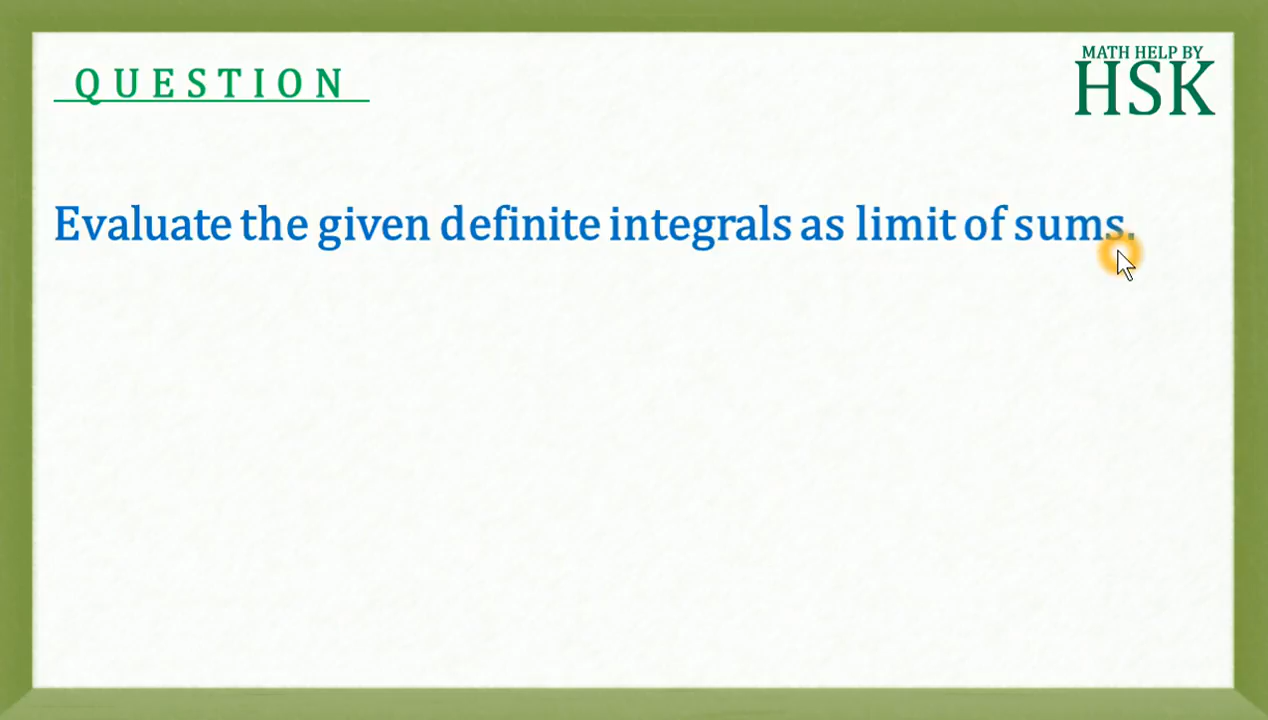 QUESTION
MATH HELP BY
HSK
Evaluate the given definite integrals as limit of sums.